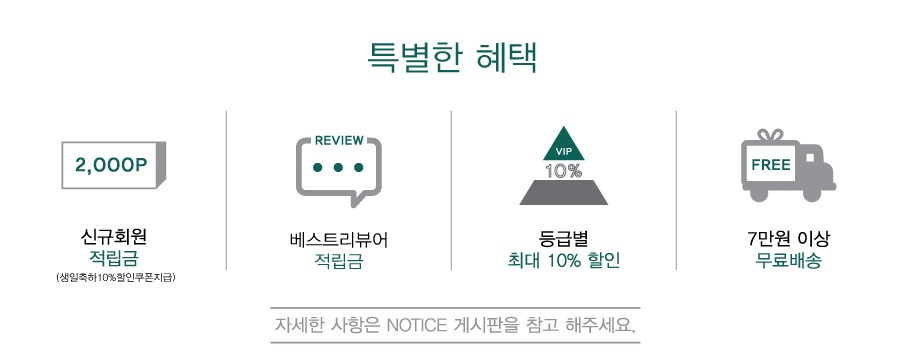 특별한 혜택
2,000P
신규회원
적립금
(생일축하10%할인쿠폰지급)
REVIEW
베스트리뷰어
적립금
VIP
10%
등급별
최대 10% 할인
FREE
7만원 이상
무료배송
자세한 사항은 NOTICE 게시판을 참고 해주세요.